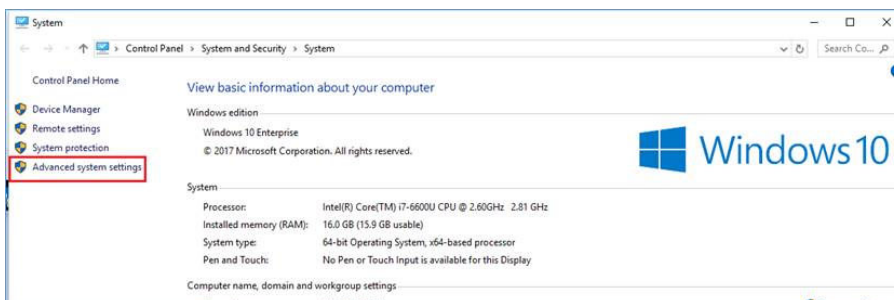 System
Control Panel > System and Security > System
Search Co...
Control Panel Home
Device Manager
Remote settings
System protection
Advanced system settings
View basic information about your computer
Windows edition
Windows 10 Enterprise
© 2017 Microsoft Corporation. All rights reserved.
Windows 10
System
Processor: Intel(R) Core(TM) i7-6600U CPU @ 2.60GHz 2.81 GHz
Installed memory (RAM): 16.0 GB (15.9 GB usable)
System type: 64-bit Operating System, x64-based processor
Pen and Touch: No Pen or Touch Input is available for this Display
Computer name, domain and workgroup settings